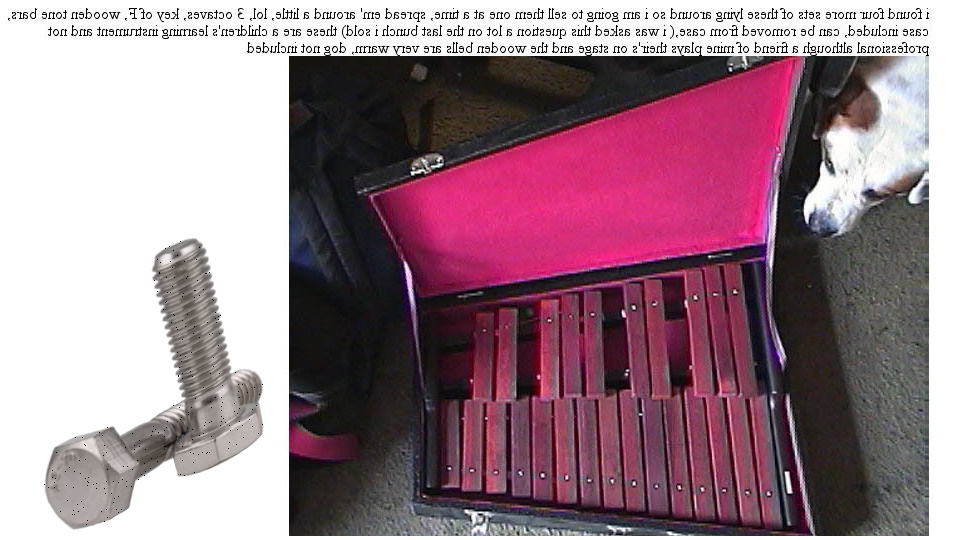 i found four more sets of these lying around so i am going to sell them one at a time, spread em' around a little, lol, 3 octaves, key of F, wooden tone bars,
case included, can be removed from case,( i was asked this question a lot on the last bunch i sold) these are a children's learning instrument and not
professional although a friend of mine plays their's on stage and the wooden bells are very warm, dog not included